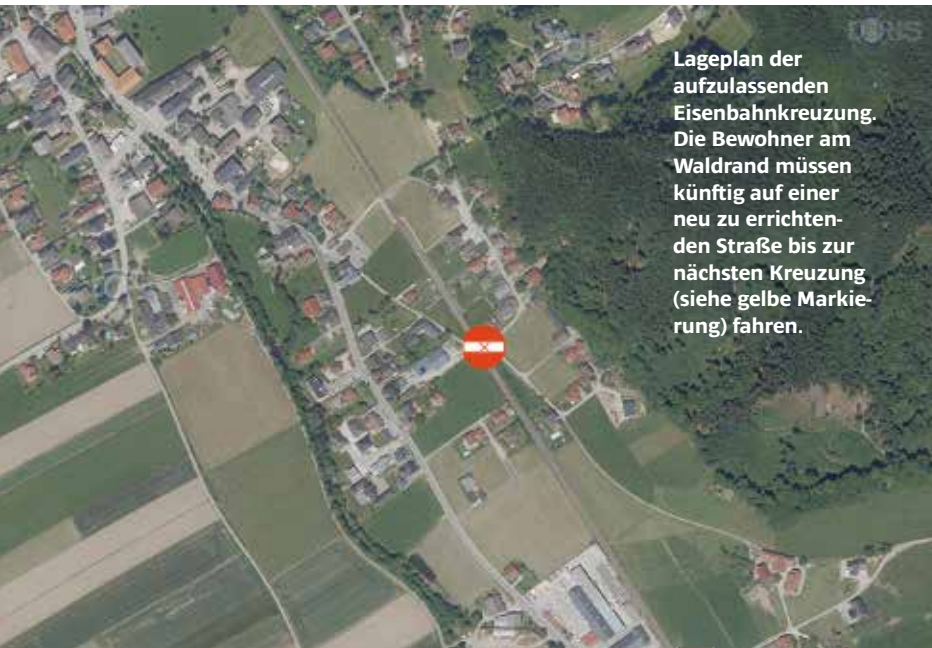 DORIS
Lageplan der
aufzulassenden
Eisenbahnkreuzung.
Die Bewohner am
Waldrand müssen
künftig auf einer
neu zu errichten-
den Straße bis zur
nächsten Kreuzung
(siehe gelbe Markie-
rung) fahren.